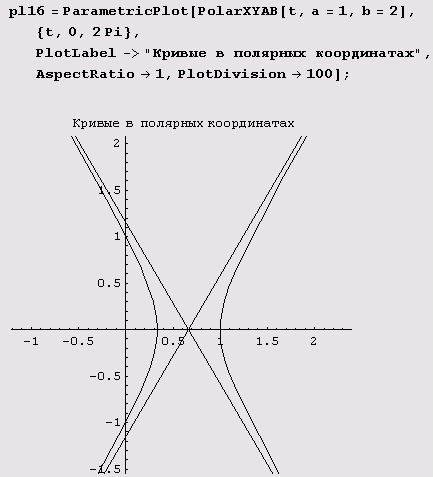 pl16 = ParametricPlot[PolarXYAB[t, a = 1, b = 2],
{t, 0, 2 Pi},
PlotLabel -> "Кривые в полярных координатах",
AspectRatio → 1, PlotDivision → 100];
Кривые в полярных координатах
2
1.5
1
0.5
-1 -0.5 0.5 1 1.5 2
-0.5
-1
-1.5